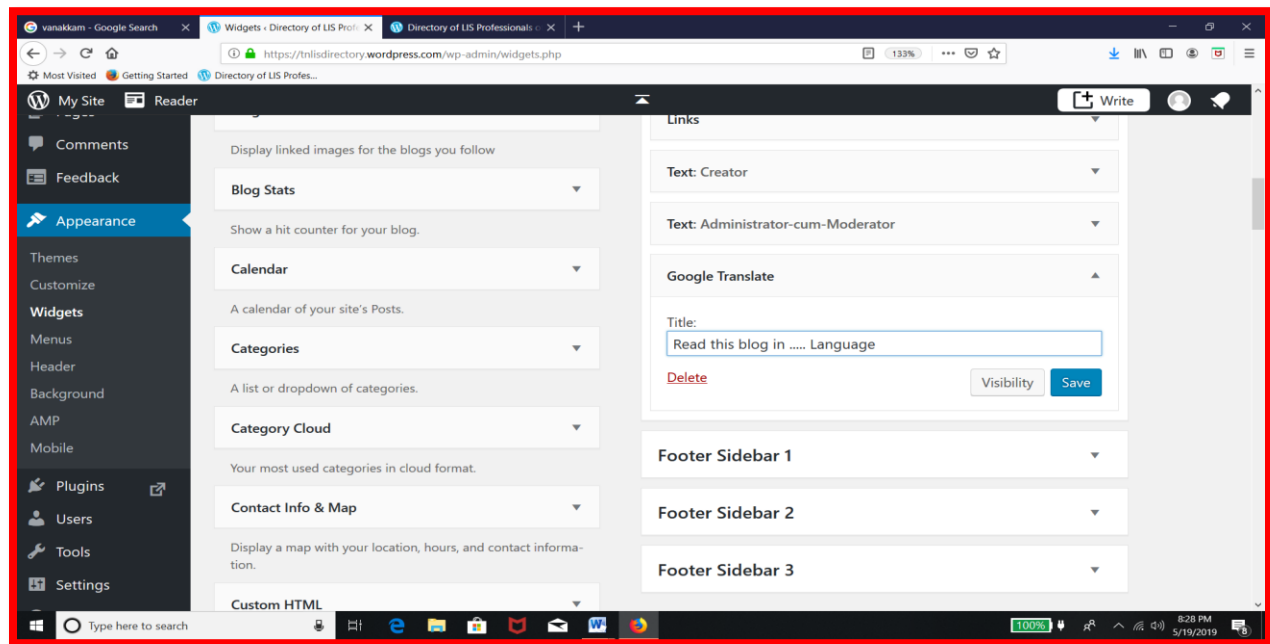 vanakkam - Google Search
Widgets ‹ Directory of LIS Profe
Directory of LIS Professionals o
https://tnlisdirectory.wordpress.com/wp-admin/widgets.php
133%
Most Visited
Getting Started
Directory of LIS Profes...
My Site
Reader
Write
Pages
Comments
Feedback
Appearance
Themes
Customize
Widgets
Menus
Header
Background
AMP
Mobile
Plugins
Users
Tools
Settings
Display linked images for the blogs you follow
Blog Stats
Show a hit counter for your blog.
Calendar
A calendar of your site's Posts.
Categories
A list or dropdown of categories.
Category Cloud
Your most used categories in cloud format.
Contact Info & Map
Display a map with your location, hours, and contact informa-
tion.
Custom HTML
Links
Text: Creator
Text: Administrator-cum-Moderator
Google Translate
Title:
Read this blog in ..... Language
Delete
Visibility
Save
Footer Sidebar 1
Footer Sidebar 2
Footer Sidebar 3
Type here to search
100%
8:28 PM
5/19/2019